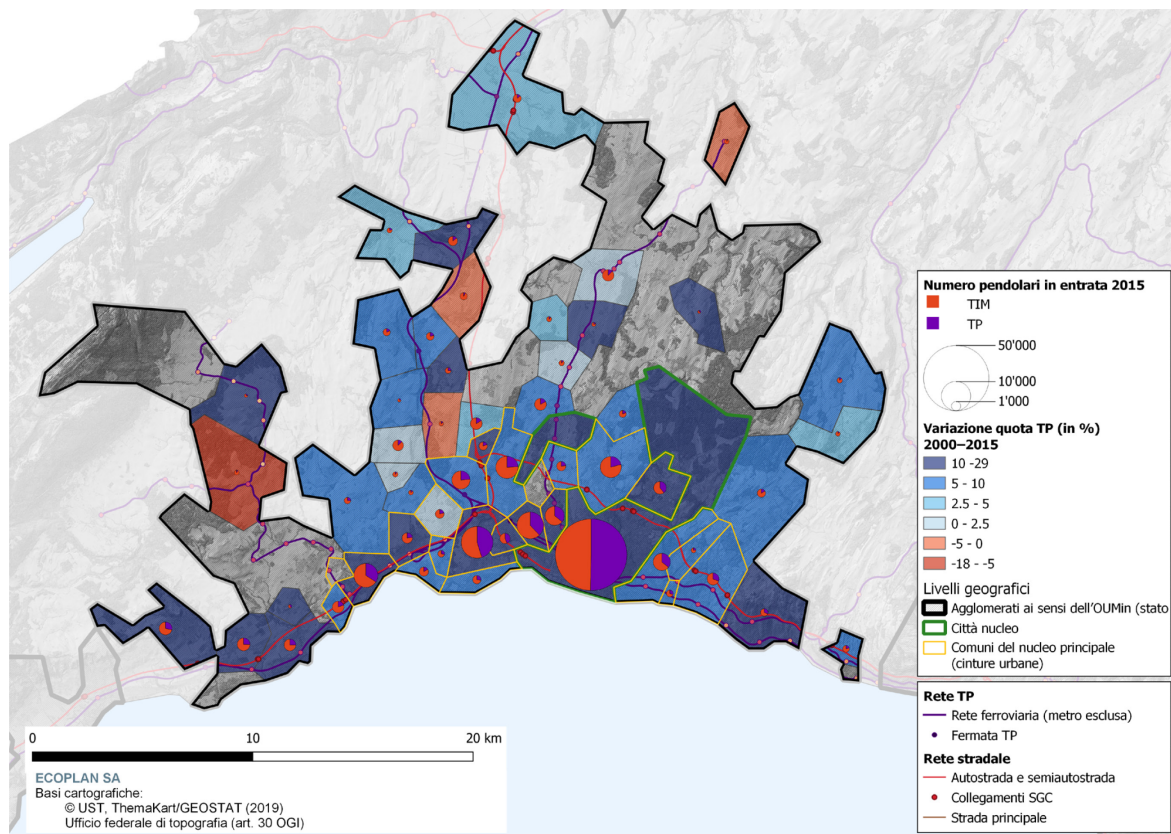 Numero pendolari in entrata 2015
TIM
TP
50'000
10'000
1'000
Variazione quota TP (in %)
2000–2015
10 -29
5 - 10
2.5 - 5
0 - 2.5
-5 - 0
-18 - -5
Livelli geografici
Agglomerati ai sensi dell'OUMin (stato
Città nucleo
Comuni del nucleo principale
(cinture urbane)
Rete TP
Rete ferroviaria (metro esclusa)
Fermata TP
Rete stradale
Autostrada e semiautostrada
Collegamenti SGC
Strada principale
0 10 20 km
ECOPLAN SA
Basi cartografiche:
© UST, ThemaKart/GEOSTAT (2019)
Ufficio federale di topografia (art. 30 OGI)